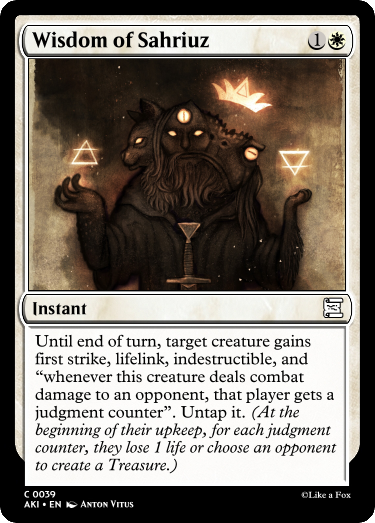 Wisdom of Sahriuz 1
Instant
Until end of turn, target creature gains
first strike, lifelink, indestructible, and
“whenever this creature deals combat
damage to an opponent, that player gets a
judgment counter”. Untap it. (At the
beginning of their upkeep, for each judgment
counter, they lose 1 life or choose an opponent
to create a Treasure.)
C 0039
©Like a Fox
AKI • EN Anton Vitus